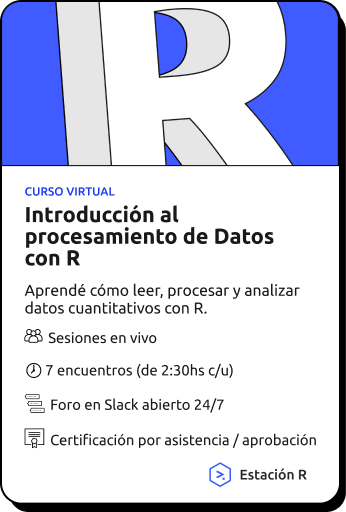 R
CURSO VIRTUAL
Introducción al
procesamiento de Datos
con R
Aprendé cómo leer, procesar y analizar
datos cuantitativos con R.
Sesiones en vivo
7 encuentros (de 2:30hs c/u)
Foro en Slack abierto 24/7
Certificación por asistencia / aprobación
Estación R